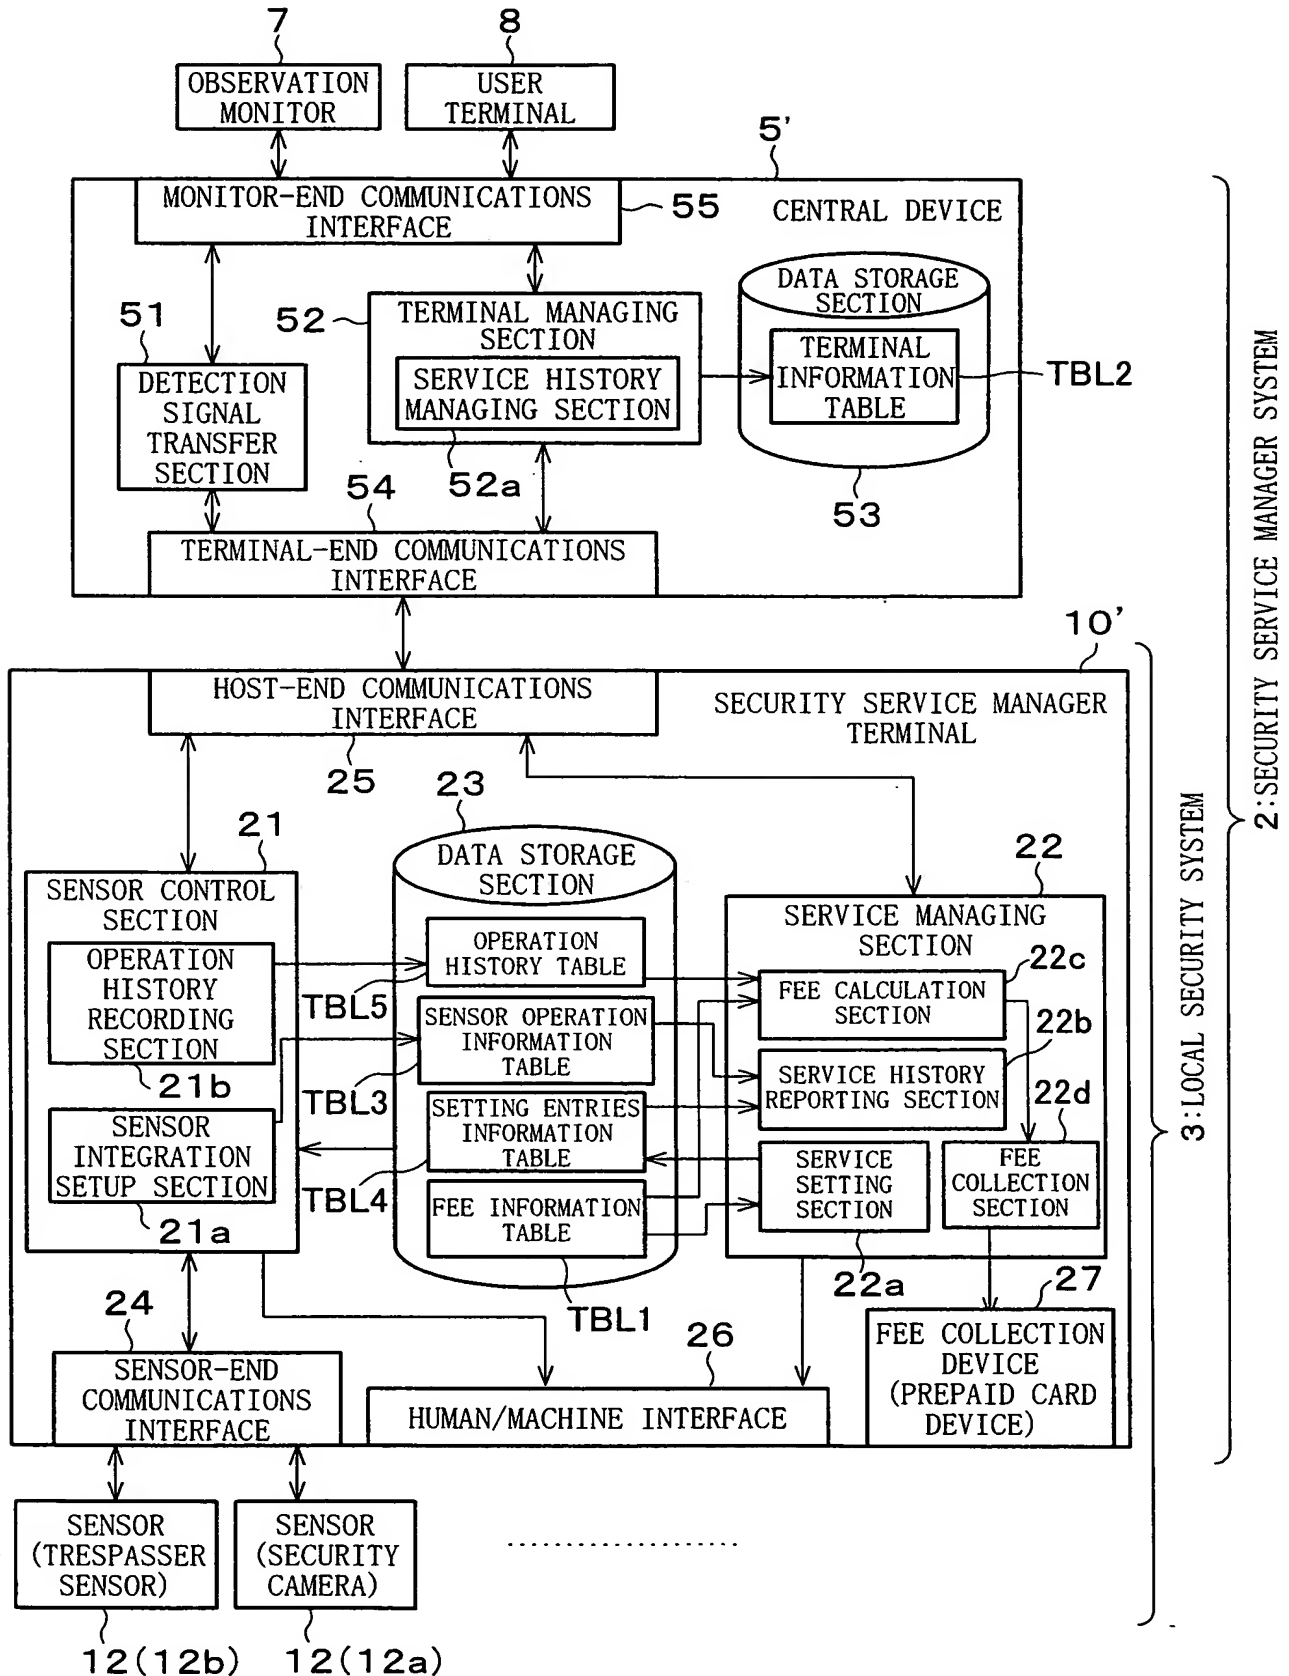 7
8
OBSERVATION
MONITOR
USER
TERMINAL
5'
MONITOR-END COMMUNICATIONS
INTERFACE
55
CENTRAL DEVICE
51
52
TERMINAL MANAGING
SECTION
SERVICE HISTORY
MANAGING SECTION
52a
DATA STORAGE
SECTION
TERMINAL
INFORMATION
TABLE
TBL2
53
DETECTION
SIGNAL
TRANSFER
SECTION
54
TERMINAL-END COMMUNICATIONS
INTERFACE
2:SECURITY SERVICE MANAGER SYSTEM
10'
HOST-END COMMUNICATIONS
INTERFACE
25
SECURITY SERVICE MANAGER
TERMINAL
3:LOCAL SECURITY SYSTEM
21
SENSOR CONTROL
SECTION
OPERATION
HISTORY
RECORDING
SECTION
21b
SENSOR
INTEGRATION
SETUP SECTION
21a
23
DATA STORAGE
SECTION
OPERATION
HISTORY TABLE
TBL5
SENSOR OPERATION
INFORMATION
TABLE
TBL3
SETTING ENTRIES
INFORMATION
TABLE
TBL4
FEE INFORMATION
TABLE
TBL1
22
SERVICE MANAGING
SECTION
22c
FEE CALCULATION
SECTION
22b
SERVICE HISTORY
REPORTING SECTION
22d
SERVICE
SETTING
SECTION
22a
FEE
COLLECTION
SECTION
24
SENSOR-END
COMMUNICATIONS
INTERFACE
26
HUMAN/MACHINE INTERFACE
27
FEE COLLECTION
DEVICE
(PREPAID CARD
DEVICE)
SENSOR
(TRESPASSER
SENSOR)
12(12b)
SENSOR
(SECURITY
CAMERA)
12(12a)